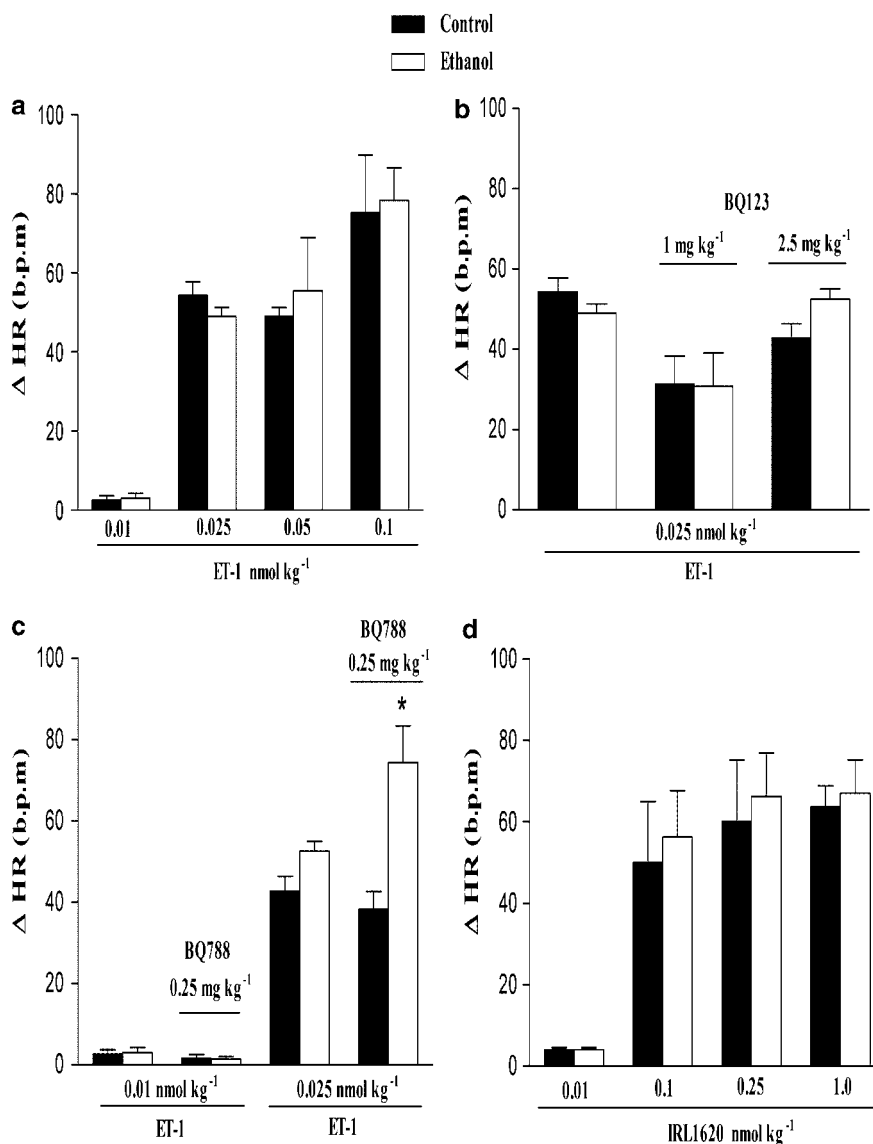 Control
Ethanol
a
100
80
60
40
20
0
Δ HR (b.p.m)
0.01 0.025 0.05 0.1
ET-1 nmol kg⁻¹
b
100
80
60
40
20
0
Δ HR (b.p.m)
BQ123
1 mg kg⁻¹ 2.5 mg kg⁻¹
0.025 nmol kg⁻¹
ET-1
c
100
80
60
40
20
0
Δ HR (b.p.m)
BQ788
0.25 mg kg⁻¹
BQ788
0.25 mg kg⁻¹
*
0.01 nmol kg⁻¹ 0.025 nmol kg⁻¹
ET-1 ET-1
d
100
80
60
40
20
0
Δ HR (b.p.m)
0.01 0.1 0.25 1.0
IRL1620 nmol kg⁻¹